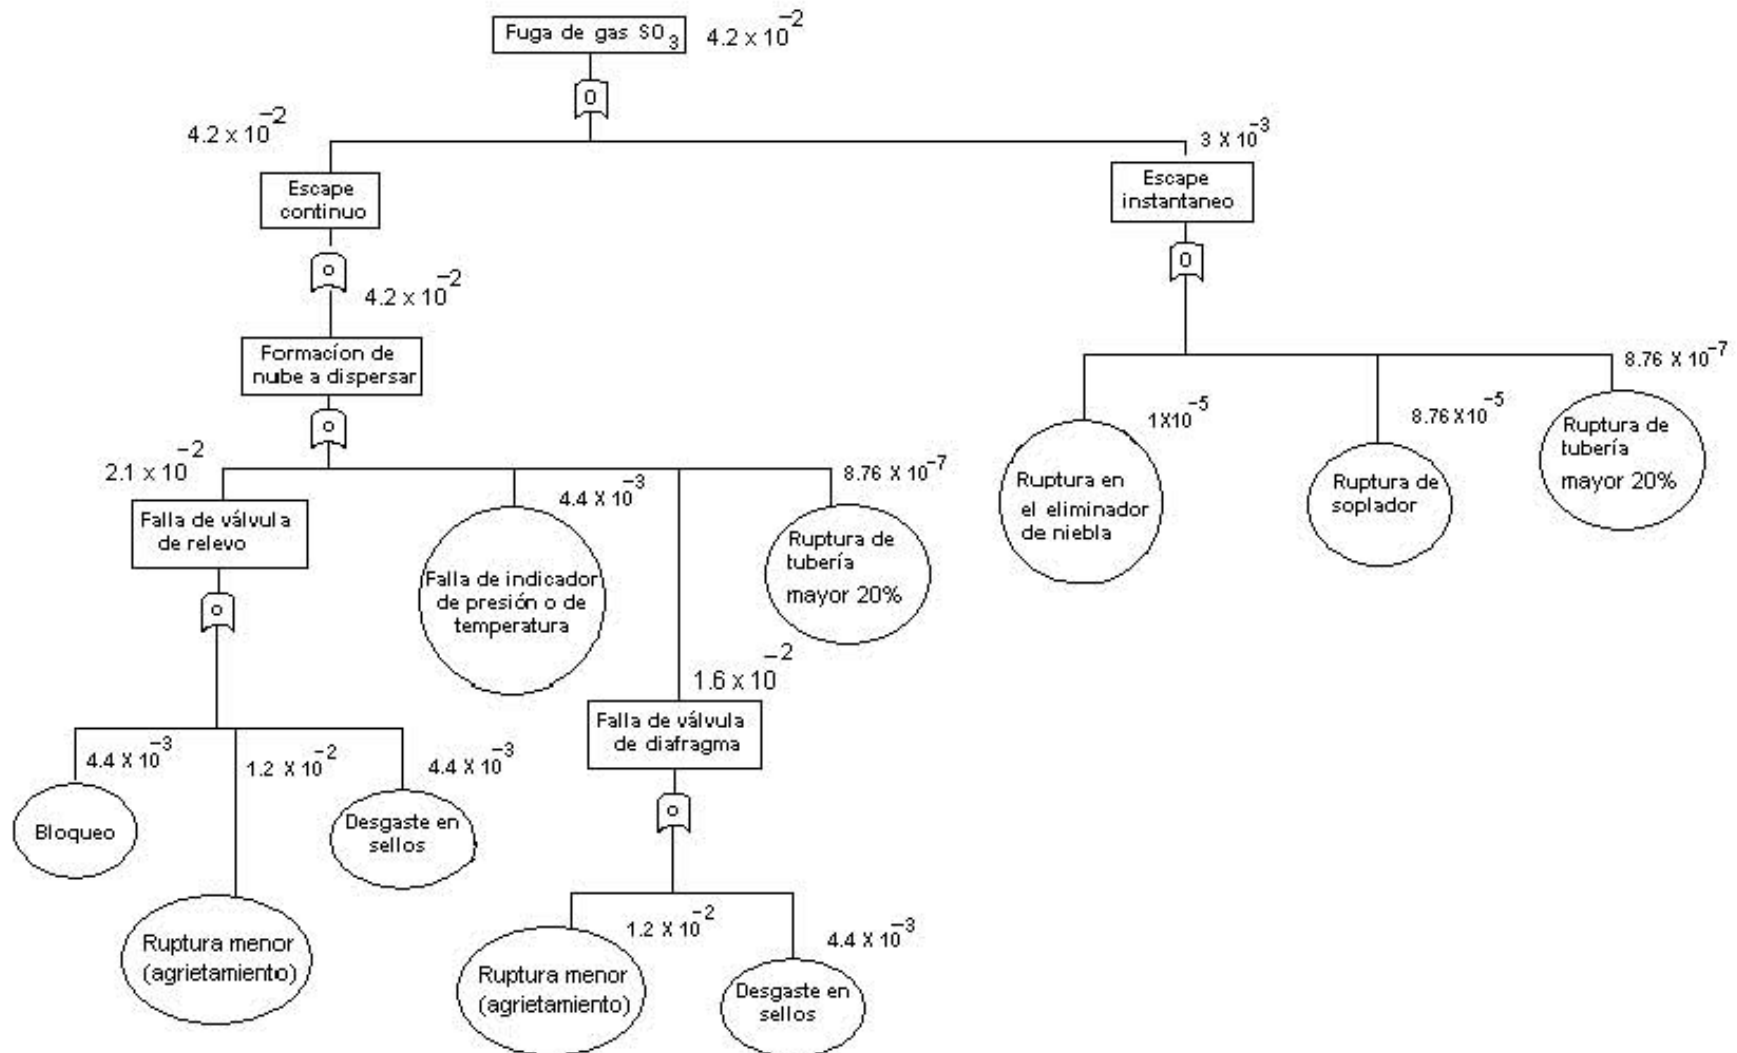 Fuga de gas SO3
4.2 x 10^-2
O
4.2 x 10^-2
3 X 10^-3
Escape
continuo
Escape
instantaneo
O
O
4.2 x 10^-2
Formacíon de
nube a dispersar
O
8.76 X 10^-7
1X10^-5
8.76 X10^-5
Ruptura en
el eliminador
de niebla
Ruptura de
soplador
Ruptura de
tubería
mayor 20%
2.1 x 10^-2
4.4 X 10^-3
8.76 X 10^-7
Falla de válvula
de relevo
Falla de indicador
de presión o de
temperatura
Ruptura de
tubería
mayor 20%
O
1.6 x 10^-2
Falla de válvula
de diafragma
O
4.4 X 10^-3
1.2 X 10^-2
4.4 X 10^-3
Bloqueo
Ruptura menor
(agrietamiento)
Desgaste en
sellos
1.2 X 10^-2
4.4 X 10^-3
Ruptura menor
(agrietamiento)
Desgaste en
sellos